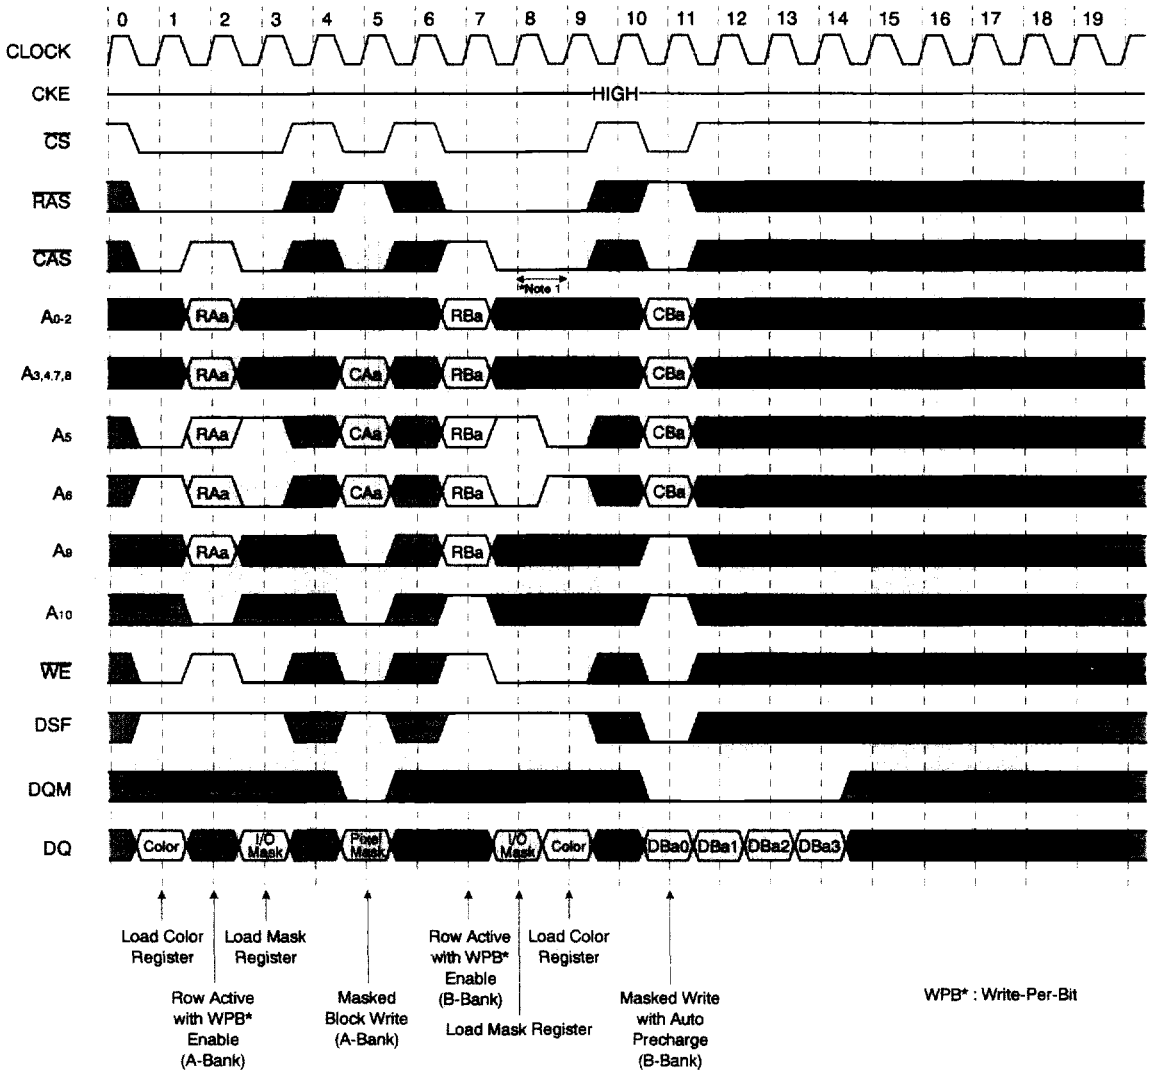 0 1 2 3 4 5 6 7 8 9 10 11 12 13 14 15 16 17 18 19
CLOCK
CKE HIGH
CS
RAS
CAS
*Note 1
A0-2 RAa RBa CBa
A3,4,7,8 RAa CAa RBa CBa
A5 RAa CAa RBa CBa
A6 RAa CAa RBa CBa
A9 RAa RBa
A10
WE
DSF
DQM
DQ Color I/O Mask Pixel Mask I/O Mask Color DBa0 DBa1 DBa2 DBa3
Load Color
Register
Load Mask
Register
Row Active
with WPB*
Enable
(B-Bank)
Load Color
Register
Row Active
with WPB*
Enable
(A-Bank)
Masked
Block Write
(A-Bank)
Load Mask Register
Masked Write
with Auto
Precharge
(B-Bank)
WPB* : Write-Per-Bit